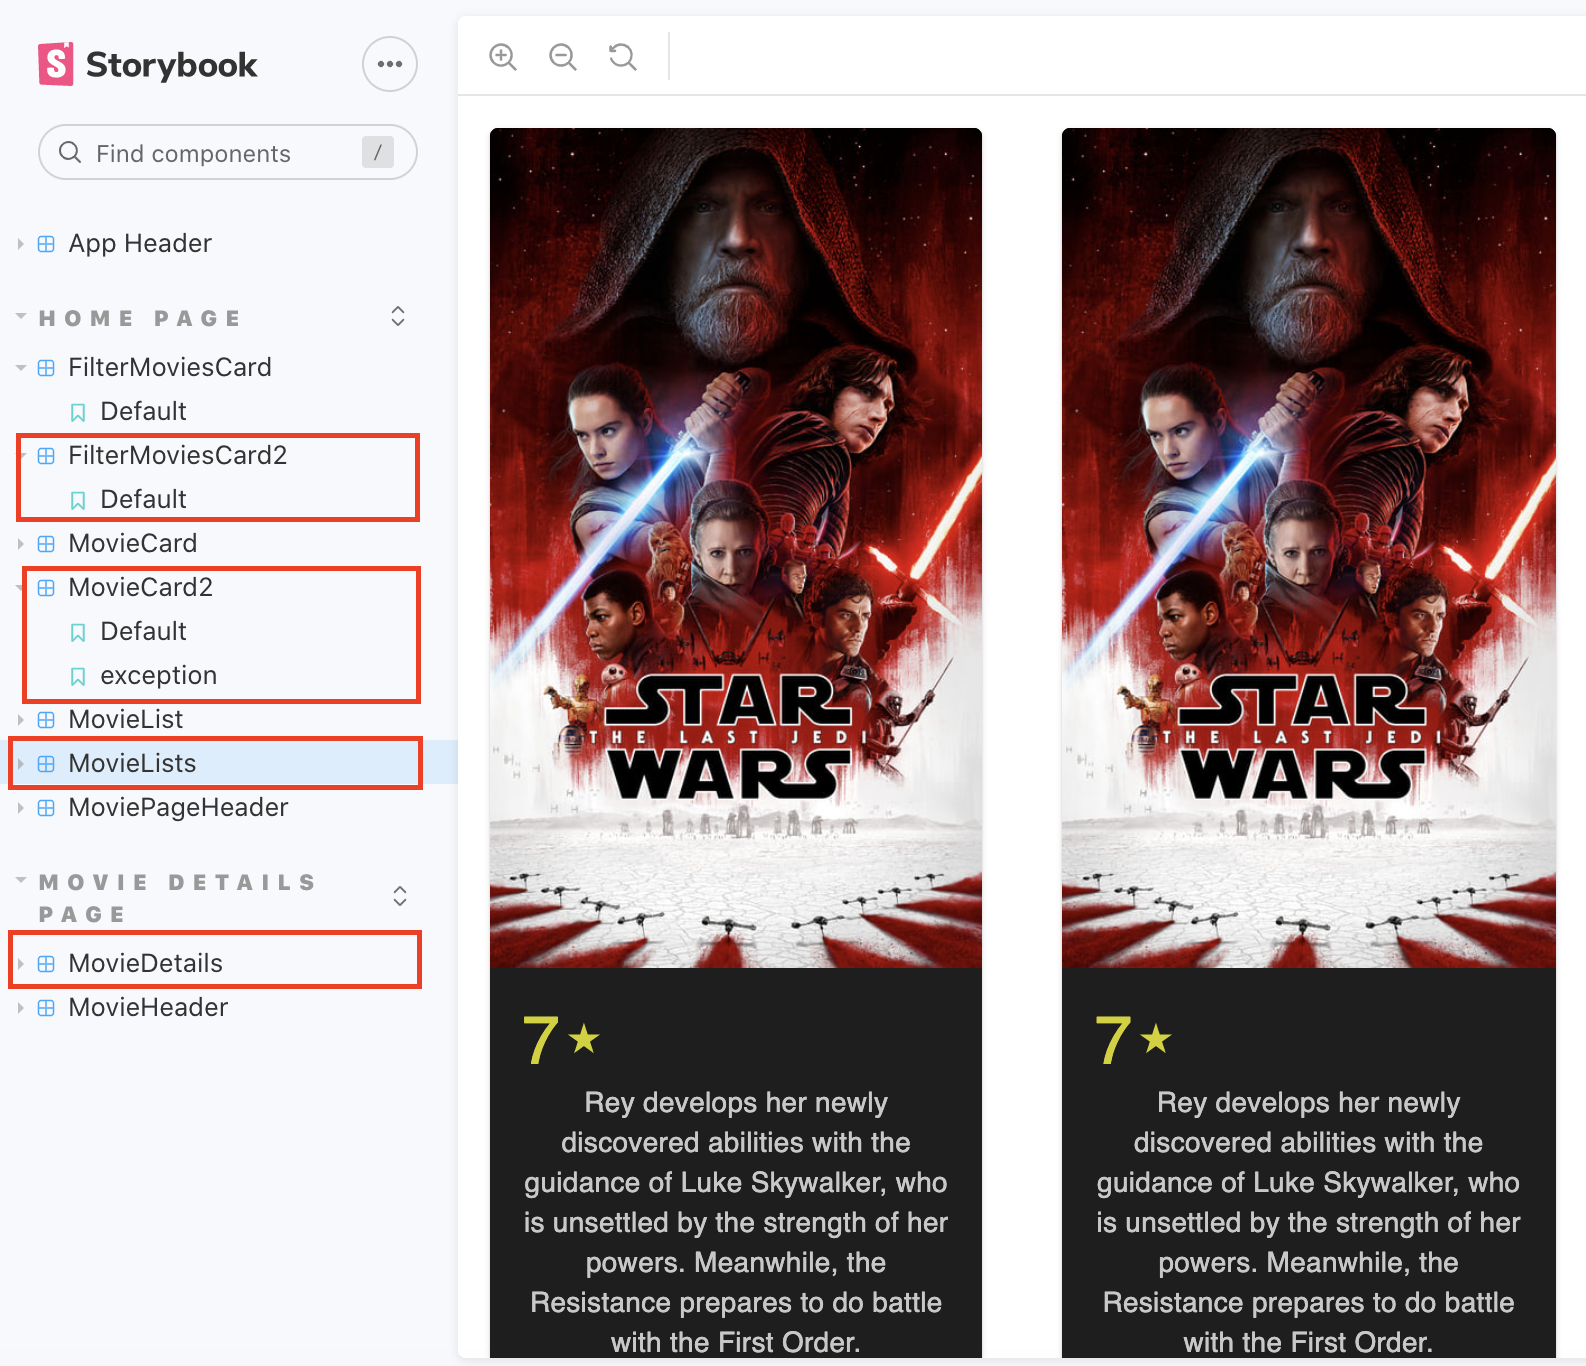 Storybook
Find components
/
App Header
HOME PAGE
FilterMoviesCard
Default
FilterMoviesCard2
Default
MovieCard
MovieCard2
Default
exception
MovieList
MovieLists
MoviePageHeader
MOVIE DETAILS
PAGE
MovieDetails
MovieHeader
STAR
THE LAST JEDI
WARS
7★
Rey develops her newly
discovered abilities with the
guidance of Luke Skywalker, who
is unsettled by the strength of her
powers. Meanwhile, the
Resistance prepares to do battle
with the First Order.
STAR
THE LAST JEDI
WARS
7★
Rey develops her newly
discovered abilities with the
guidance of Luke Skywalker, who
is unsettled by the strength of her
powers. Meanwhile, the
Resistance prepares to do battle
with the First Order.